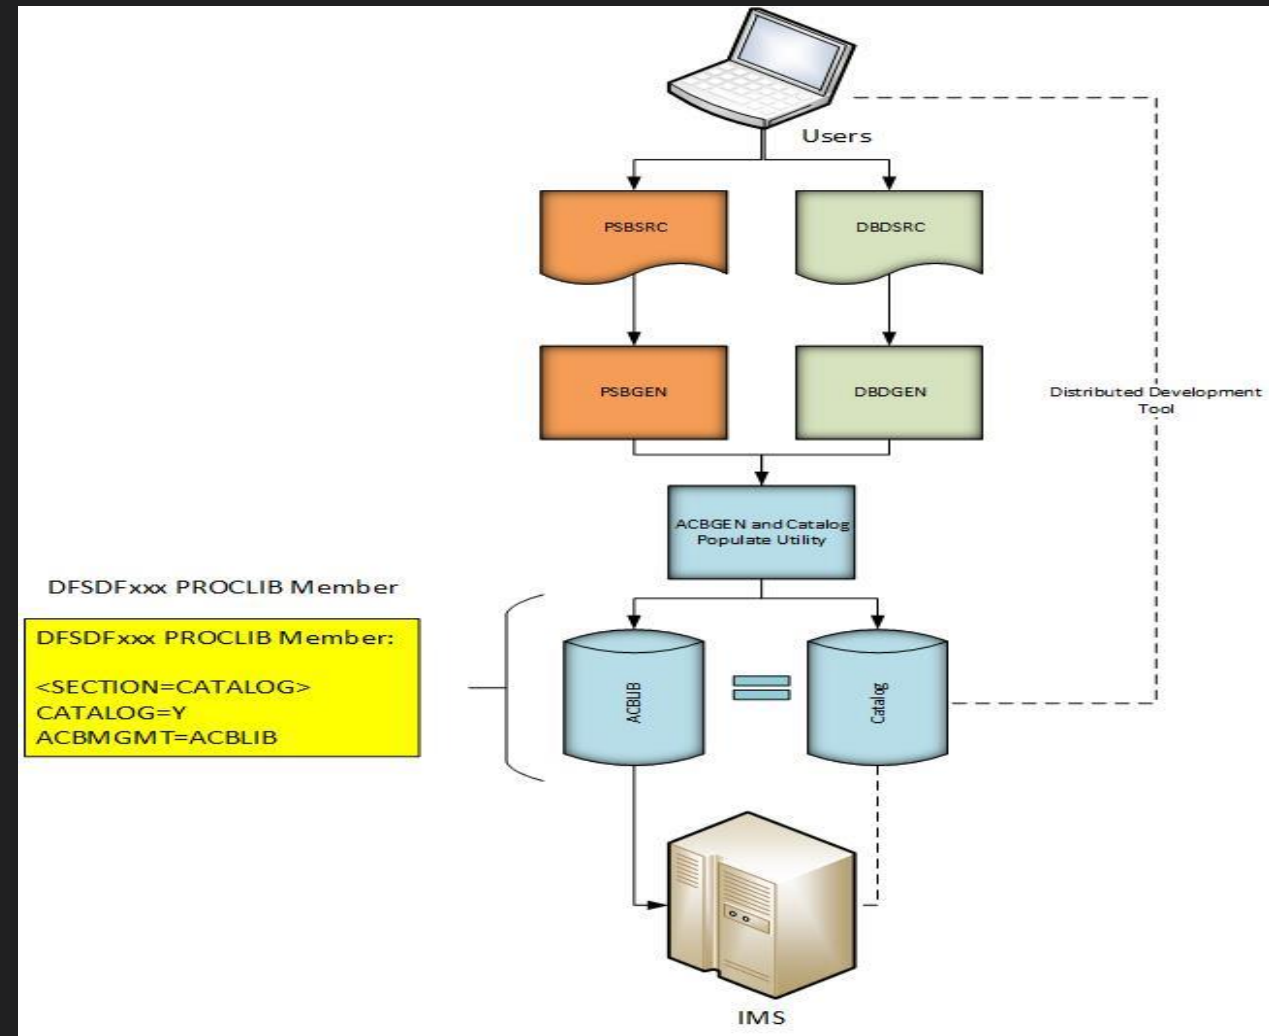 Users
PSBSRC
DBDSRC
PSBGEN
DBDGEN
Distributed Development
Tool
ACBGEN and Catalog
Populate Utility
DFSDFxxx PROCLIB Member
DFSDFxxx PROCLIB Member:
<SECTION=CATALOG>
CATALOG=Y
ACBMGMT=ACBLIB
ACBLIB
Catalog
IMS